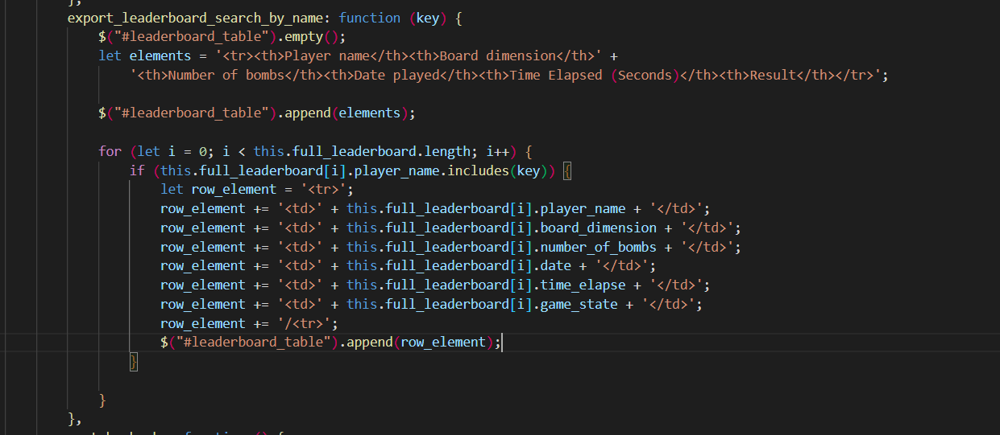 },
export_leaderboard_search_by_name: function (key) {
$("#leaderboard_table").empty();
let elements = '<tr><th>Player name</th><th>Board dimension</th>' +
'<th>Number of bombs</th><th>Date played</th><th>Time Elapsed (Seconds)</th><th>Result</th></tr>';
$("#leaderboard_table").append(elements);
for (let i = 0; i < this.full_leaderboard.length; i++) {
if (this.full_leaderboard[i].player_name.includes(key)) {
let row_element = '<tr>';
row_element += '<td>' + this.full_leaderboard[i].player_name + '</td>';
row_element += '<td>' + this.full_leaderboard[i].board_dimension + '</td>';
row_element += '<td>' + this.full_leaderboard[i].number_of_bombs + '</td>';
row_element += '<td>' + this.full_leaderboard[i].date + '</td>';
row_element += '<td>' + this.full_leaderboard[i].time_elapse + '</td>';
row_element += '<td>' + this.full_leaderboard[i].game_state + '</td>';
row_element += '/<tr>';
$("#leaderboard_table").append(row_element);
}
}
},